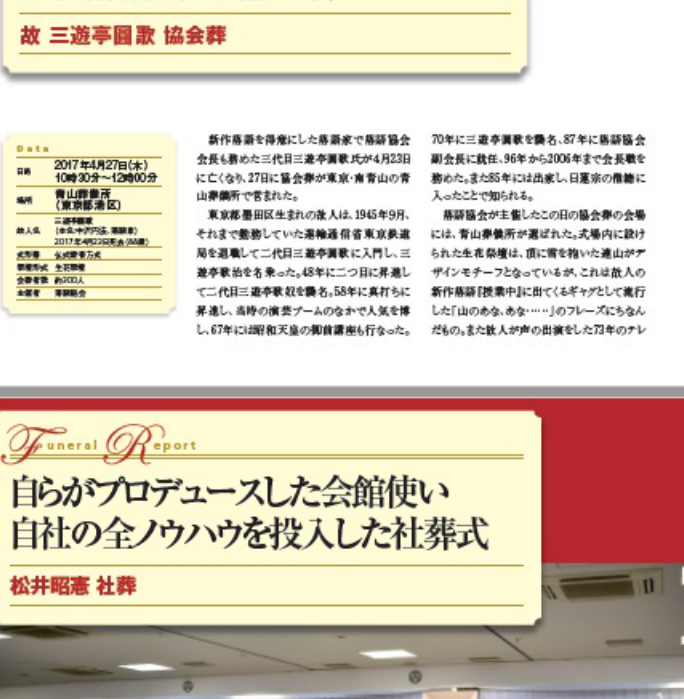 故 三遊亭圓歌 協会葬
Data
日時 2017年4月27日(木)
10時30分~12時00分
場所 青山葬儀所
(東京都港区)
故人名 三遊亭圓歌
2017年4月23日死去(88歳)
式形態 仏式葬告方式
祭壇形式 生花祭壇
会葬者数 約300人
主催者 落語協会
新作落語を得意にした落語家で落語協会
会長も務めた三代目三遊亭圓歌氏が4月23日
に亡くなり、27日に協会葬が東京・南青山の青
山葬儀所で営まれた。
東京都墨田区生まれの故人は、1945年9月、
それまで勤務していた運輸通信省東京鉄道
局を退職して二代目三遊亭圓歌に入門し、三
遊亭歌治を名乗った。48年に二つ目に昇進し
て二代目三遊亭歌奴を襲名。58年に真打ちに
昇進し、当時の演芸ブームのなかで人気を博
し、67年には昭和天皇の御前講座も行なった。
70年に三遊亭圓歌を襲名、87年に落語協会
副会長に就任、96年から2006年まで会長職を
務めた。また85年には出家し、日蓮宗の僧籍に
入ったことで知られる。
落語協会が主催したこの日の協会葬の会場
には、青山葬儀所が選ばれた。式場内に設け
られた生花祭壇は、頂に雪を抱いた連山がデ
ザインモチーフとなっているが、これは故人の
新作落語『授業中』に出てくるギャグとして流行
した「山のあな、あな……」のフレーズにちなん
だもの。また故人が声の出演をした73年のテレ
Funeral Report
自らがプロデュースした会館使い
自社の全ノウハウを投入した社葬式
松井昭憲 社葬